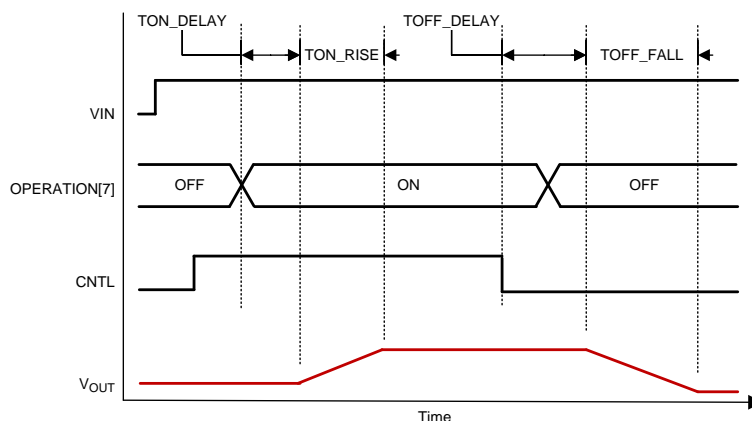 TON_DELAY
TOFF_DELAY
TON_RISE
TOFF_FALL
VIN
OPERATION[7]
OFF
ON
OFF
CNTL
VOUT
Time